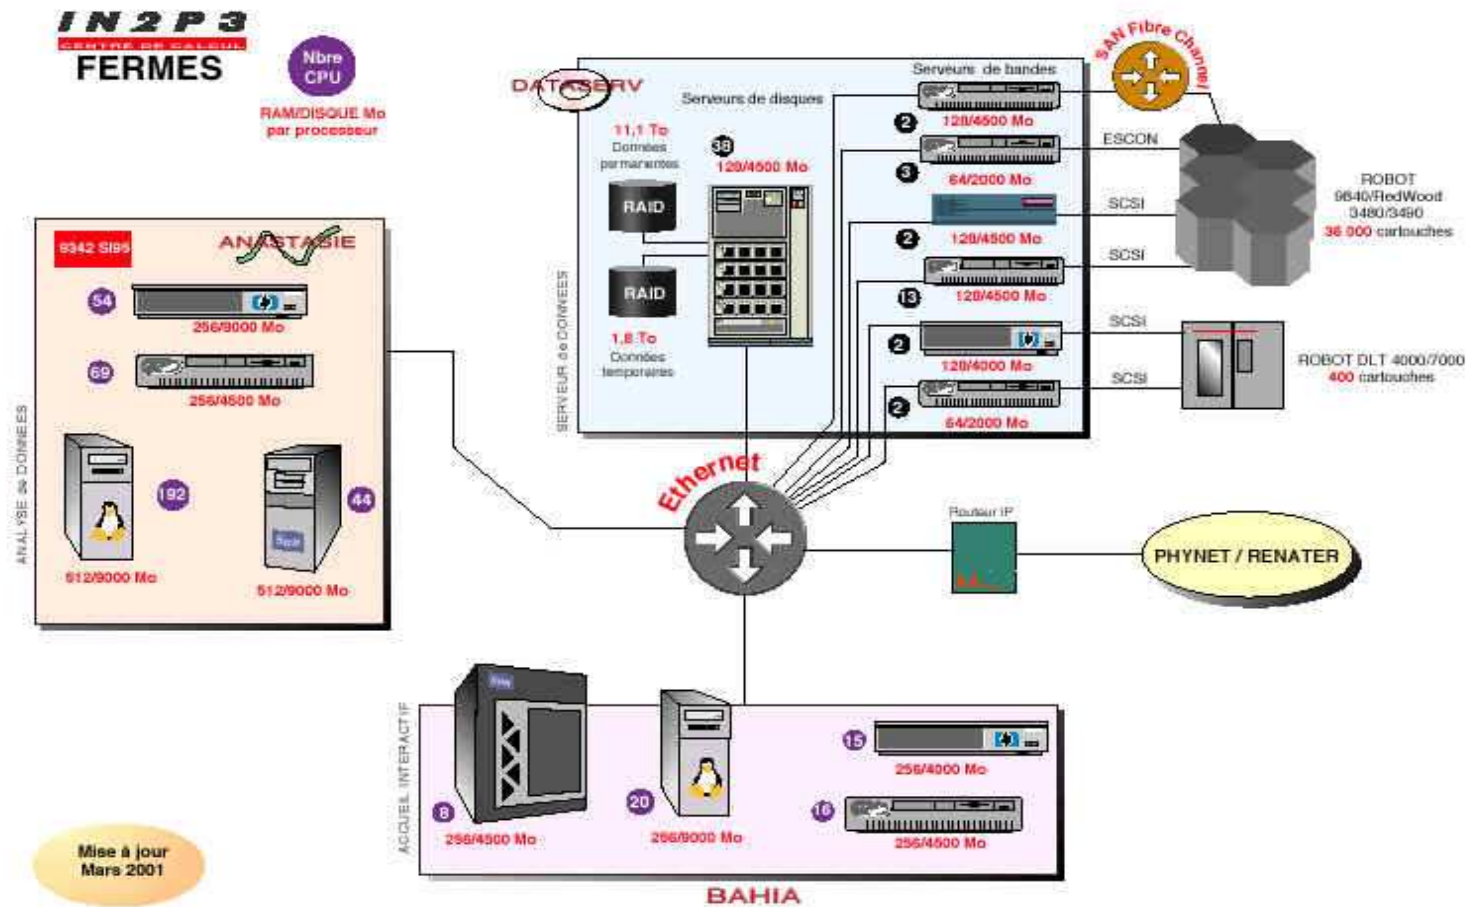 IN2P3
CENTRE DE CALCUL
FERMES
Nbre
CPU
RAM/DISQUE Mo
par processeur
DATASERV
Serveurs de disques
Serveurs de bandes
SAN Fibre Channel
11,1 To
Données
permanentes
RAID
RAID
1,8 To
Données
temporaires
38
128/4500 Mo
2
128/4500 Mo
3
64/2000 Mo
2
128/4500 Mo
13
128/4500 Mo
2
128/4000 Mo
2
64/2000 Mo
ESCON
SCSI
SCSI
SCSI
SCSI
ROBOT
9840/RedWood
3480/3490
36 000 cartouches
ROBOT DLT 4000/7000
400 cartouches
SERVEUR de DONNEES
9342 SI95
ANASTASIE
54
256/9000 Mo
69
256/4500 Mo
192
512/9000 Mo
44
512/9000 Mo
ANALYSE de DONNEES
Ethernet
Routeur IP
PHYNET / RENATER
ACCUEIL INTERACTIF
8
256/4500 Mo
20
256/9000 Mo
15
256/4000 Mo
16
256/4500 Mo
BAHIA
Mise à jour
Mars 2001